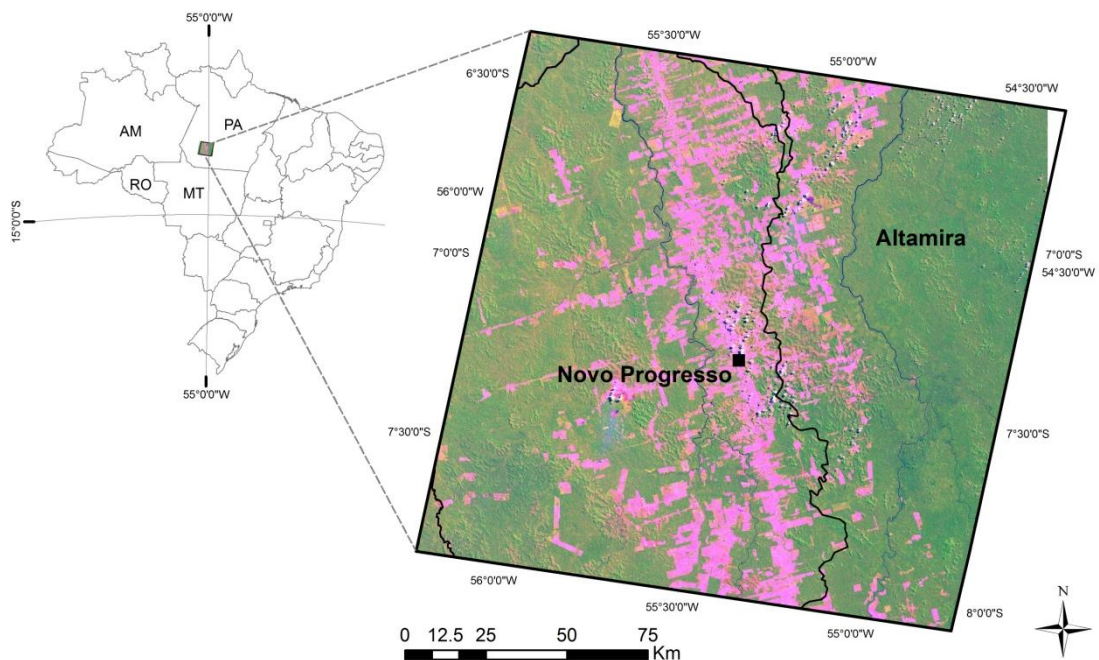 55°0'0"W
AM
PA
RO
MT
15°0'0"S
55°0'0"W
55°30'0"W
55°0'0"W
54°30'0"W
6°30'0"S
56°0'0"W
7°0'0"S
Altamira
7°0'0"S
54°30'0"W
Novo Progresso
7°30'0"S
7°30'0"S
56°0'0"W
55°30'0"W
55°0'0"W
8°0'0"S
N
0 12.5 25 50 75
Km